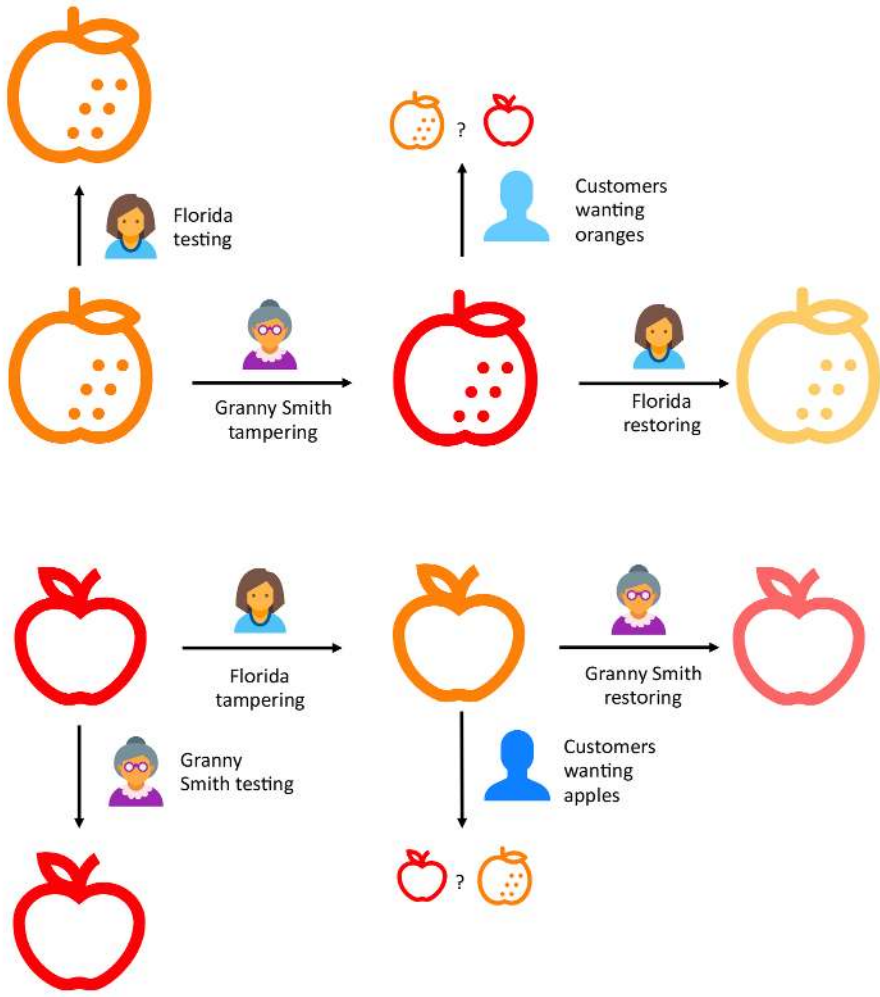 ?
Customers
wanting
oranges
Florida
testing
Granny Smith
tampering
Florida
restoring
Florida
tampering
Granny Smith
restoring
Granny
Smith testing
Customers
wanting
apples
?